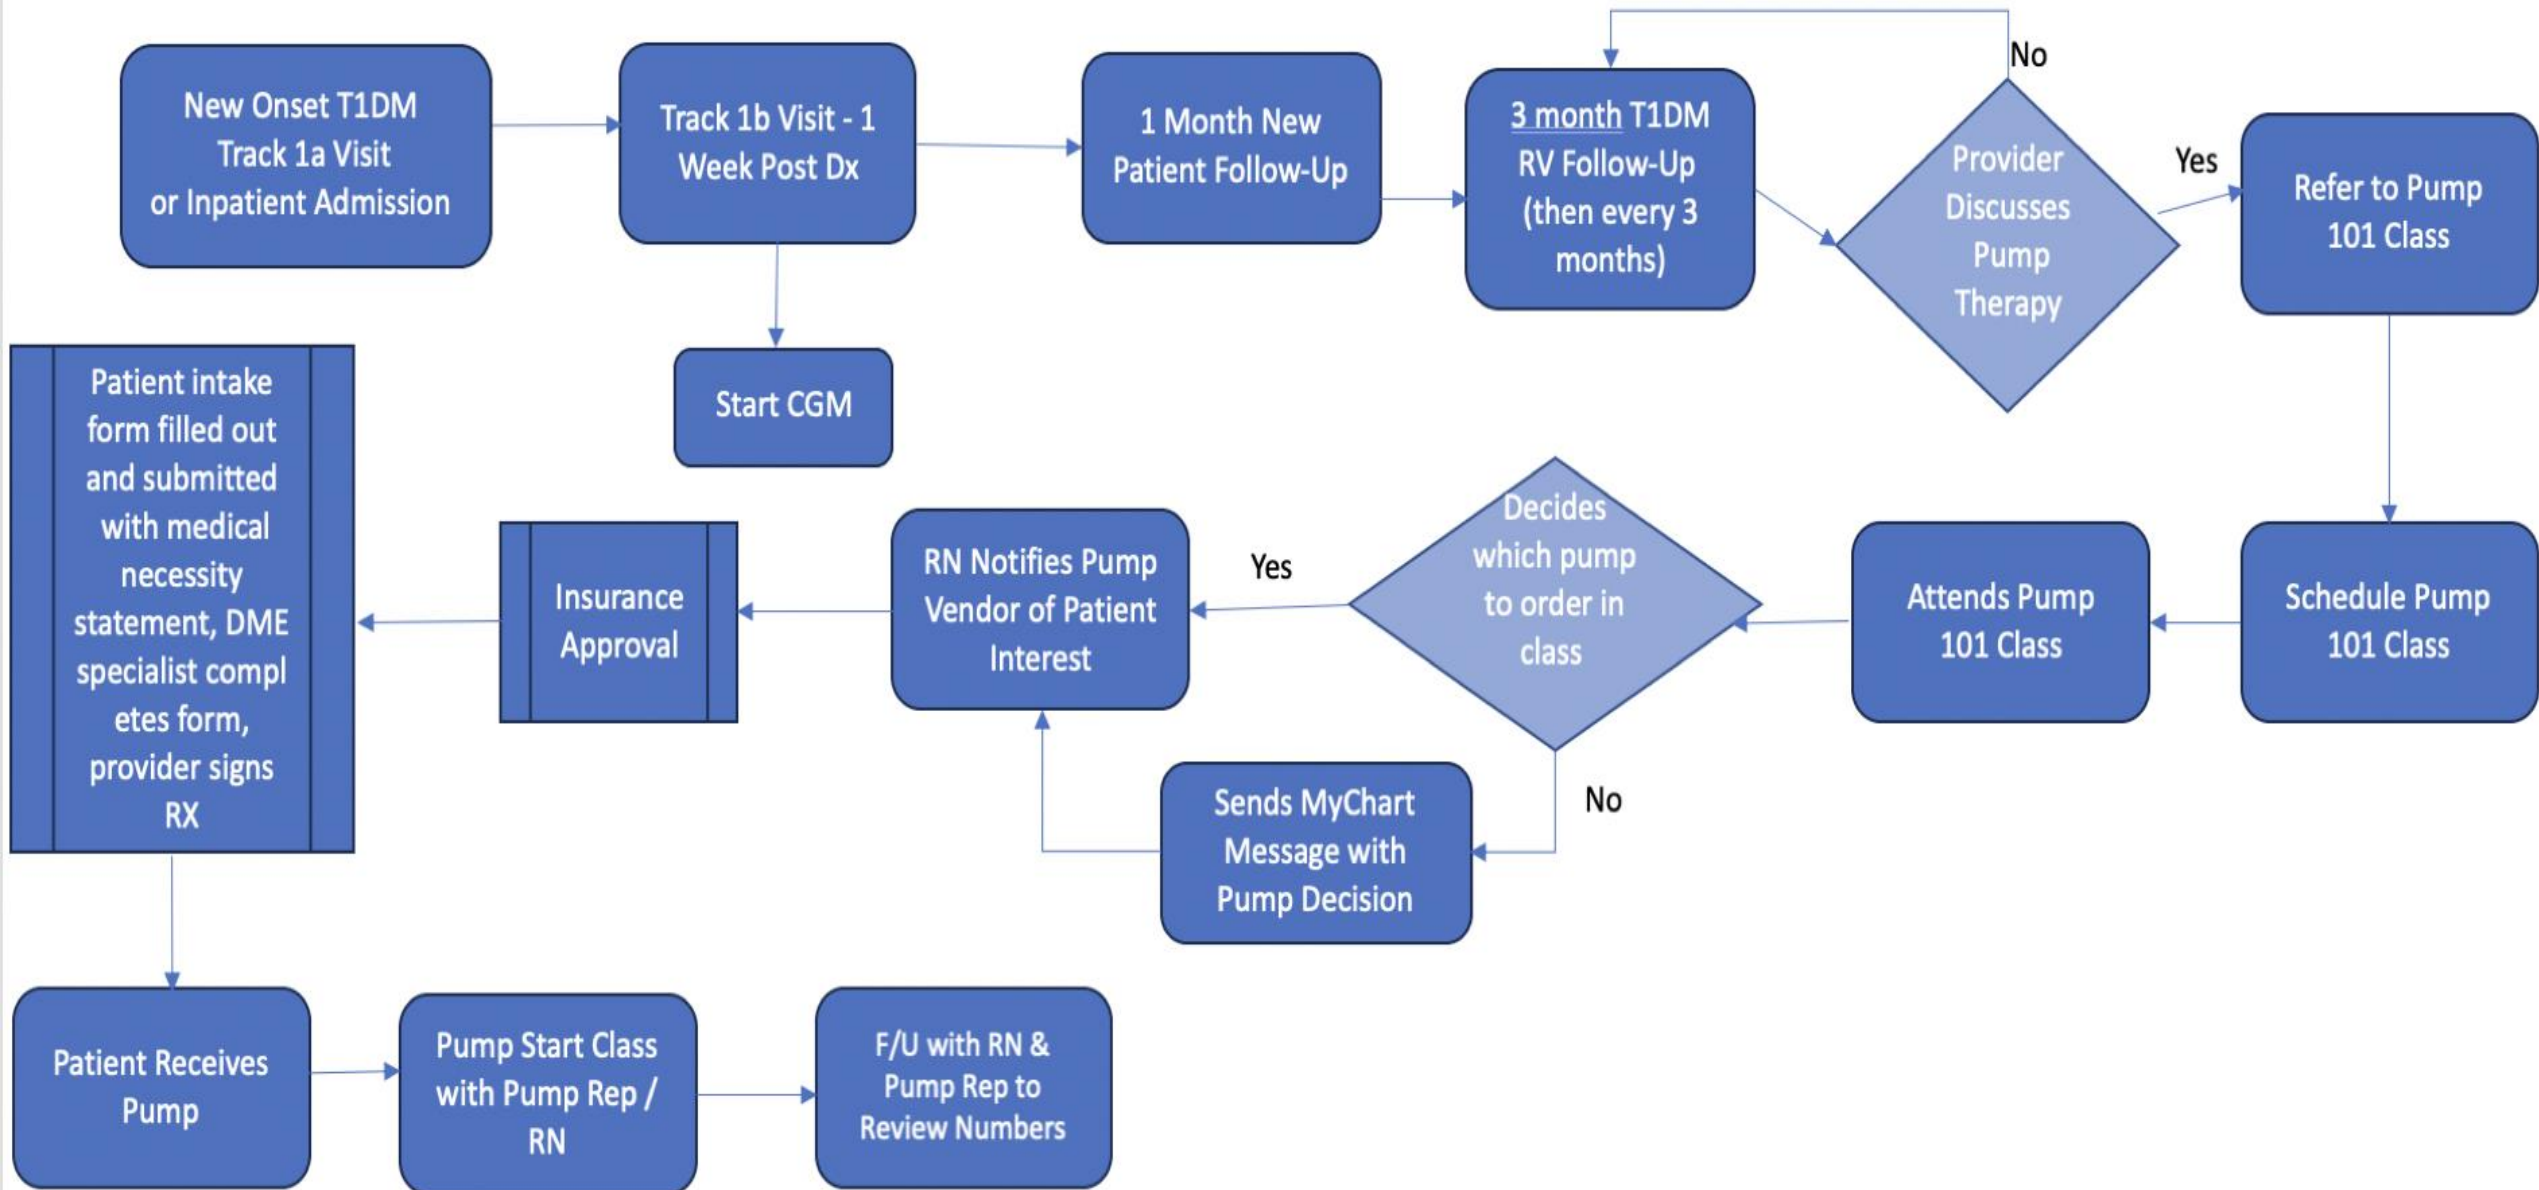 New Onset T1DM
Track 1a Visit
or Inpatient Admission
Track 1b Visit - 1
Week Post Dx
1 Month New
Patient Follow-Up
3 month T1DM
RV Follow-Up
(then every 3
months)
No
Provider
Discusses
Pump
Therapy
Yes
Refer to Pump
101 Class
Start CGM
Schedule Pump
101 Class
Attends Pump
101 Class
Decides
which pump
to order in
class
Yes
No
Sends MyChart
Message with
Pump Decision
RN Notifies Pump
Vendor of Patient
Interest
Insurance
Approval
Patient intake
form filled out
and submitted
with medical
necessity
statement, DME
specialist compl
etes form,
provider signs
RX
Patient Receives
Pump
Pump Start Class
with Pump Rep /
RN
F/U with RN &
Pump Rep to
Review Numbers